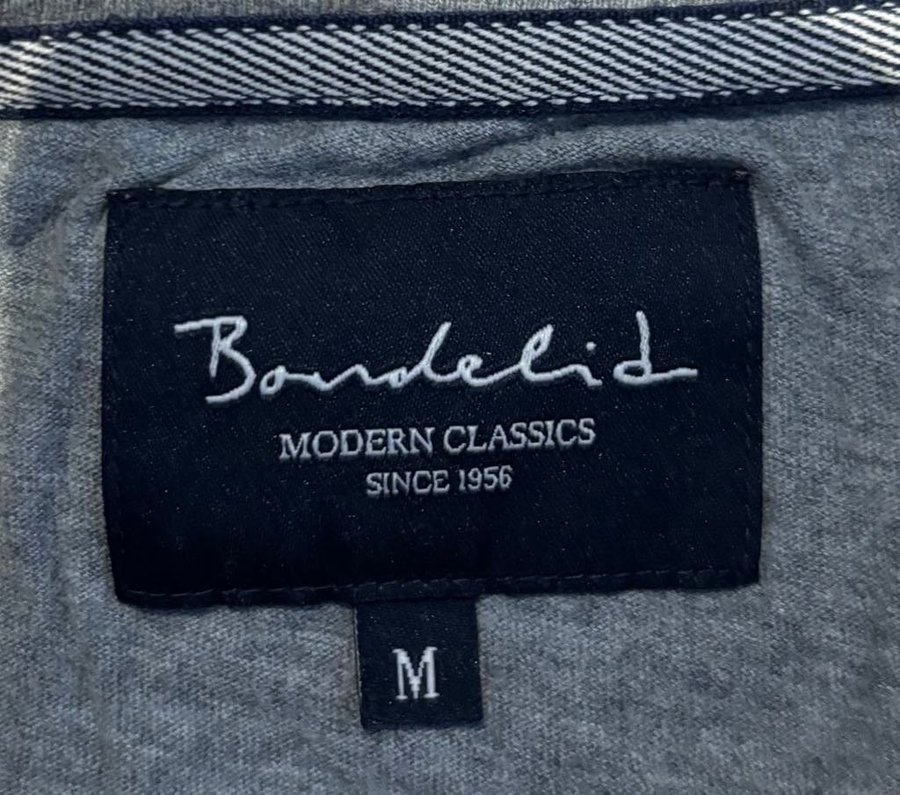 Bondelid
MODERN CLASSICS
SINCE 1956
M